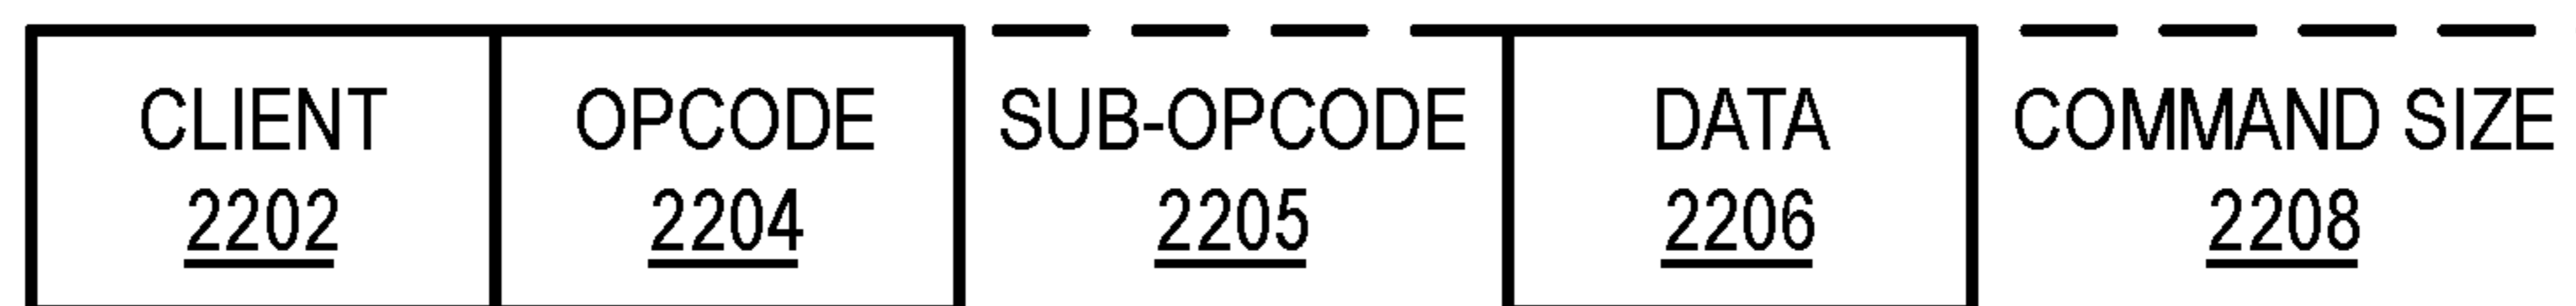 CLIENT OPCODE SUB-OPCODE DATA COMMAND SIZE
2202 2204 2205 2206 2208